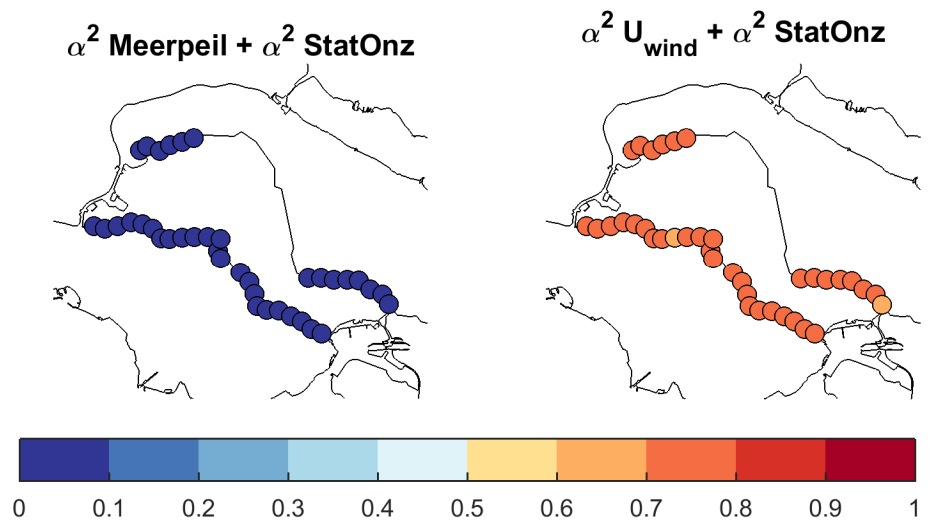 α² Meerpeil + α² StatOnz
α² U_wind + α² StatOnz
0 0.1 0.2 0.3 0.4 0.5 0.6 0.7 0.8 0.9 1